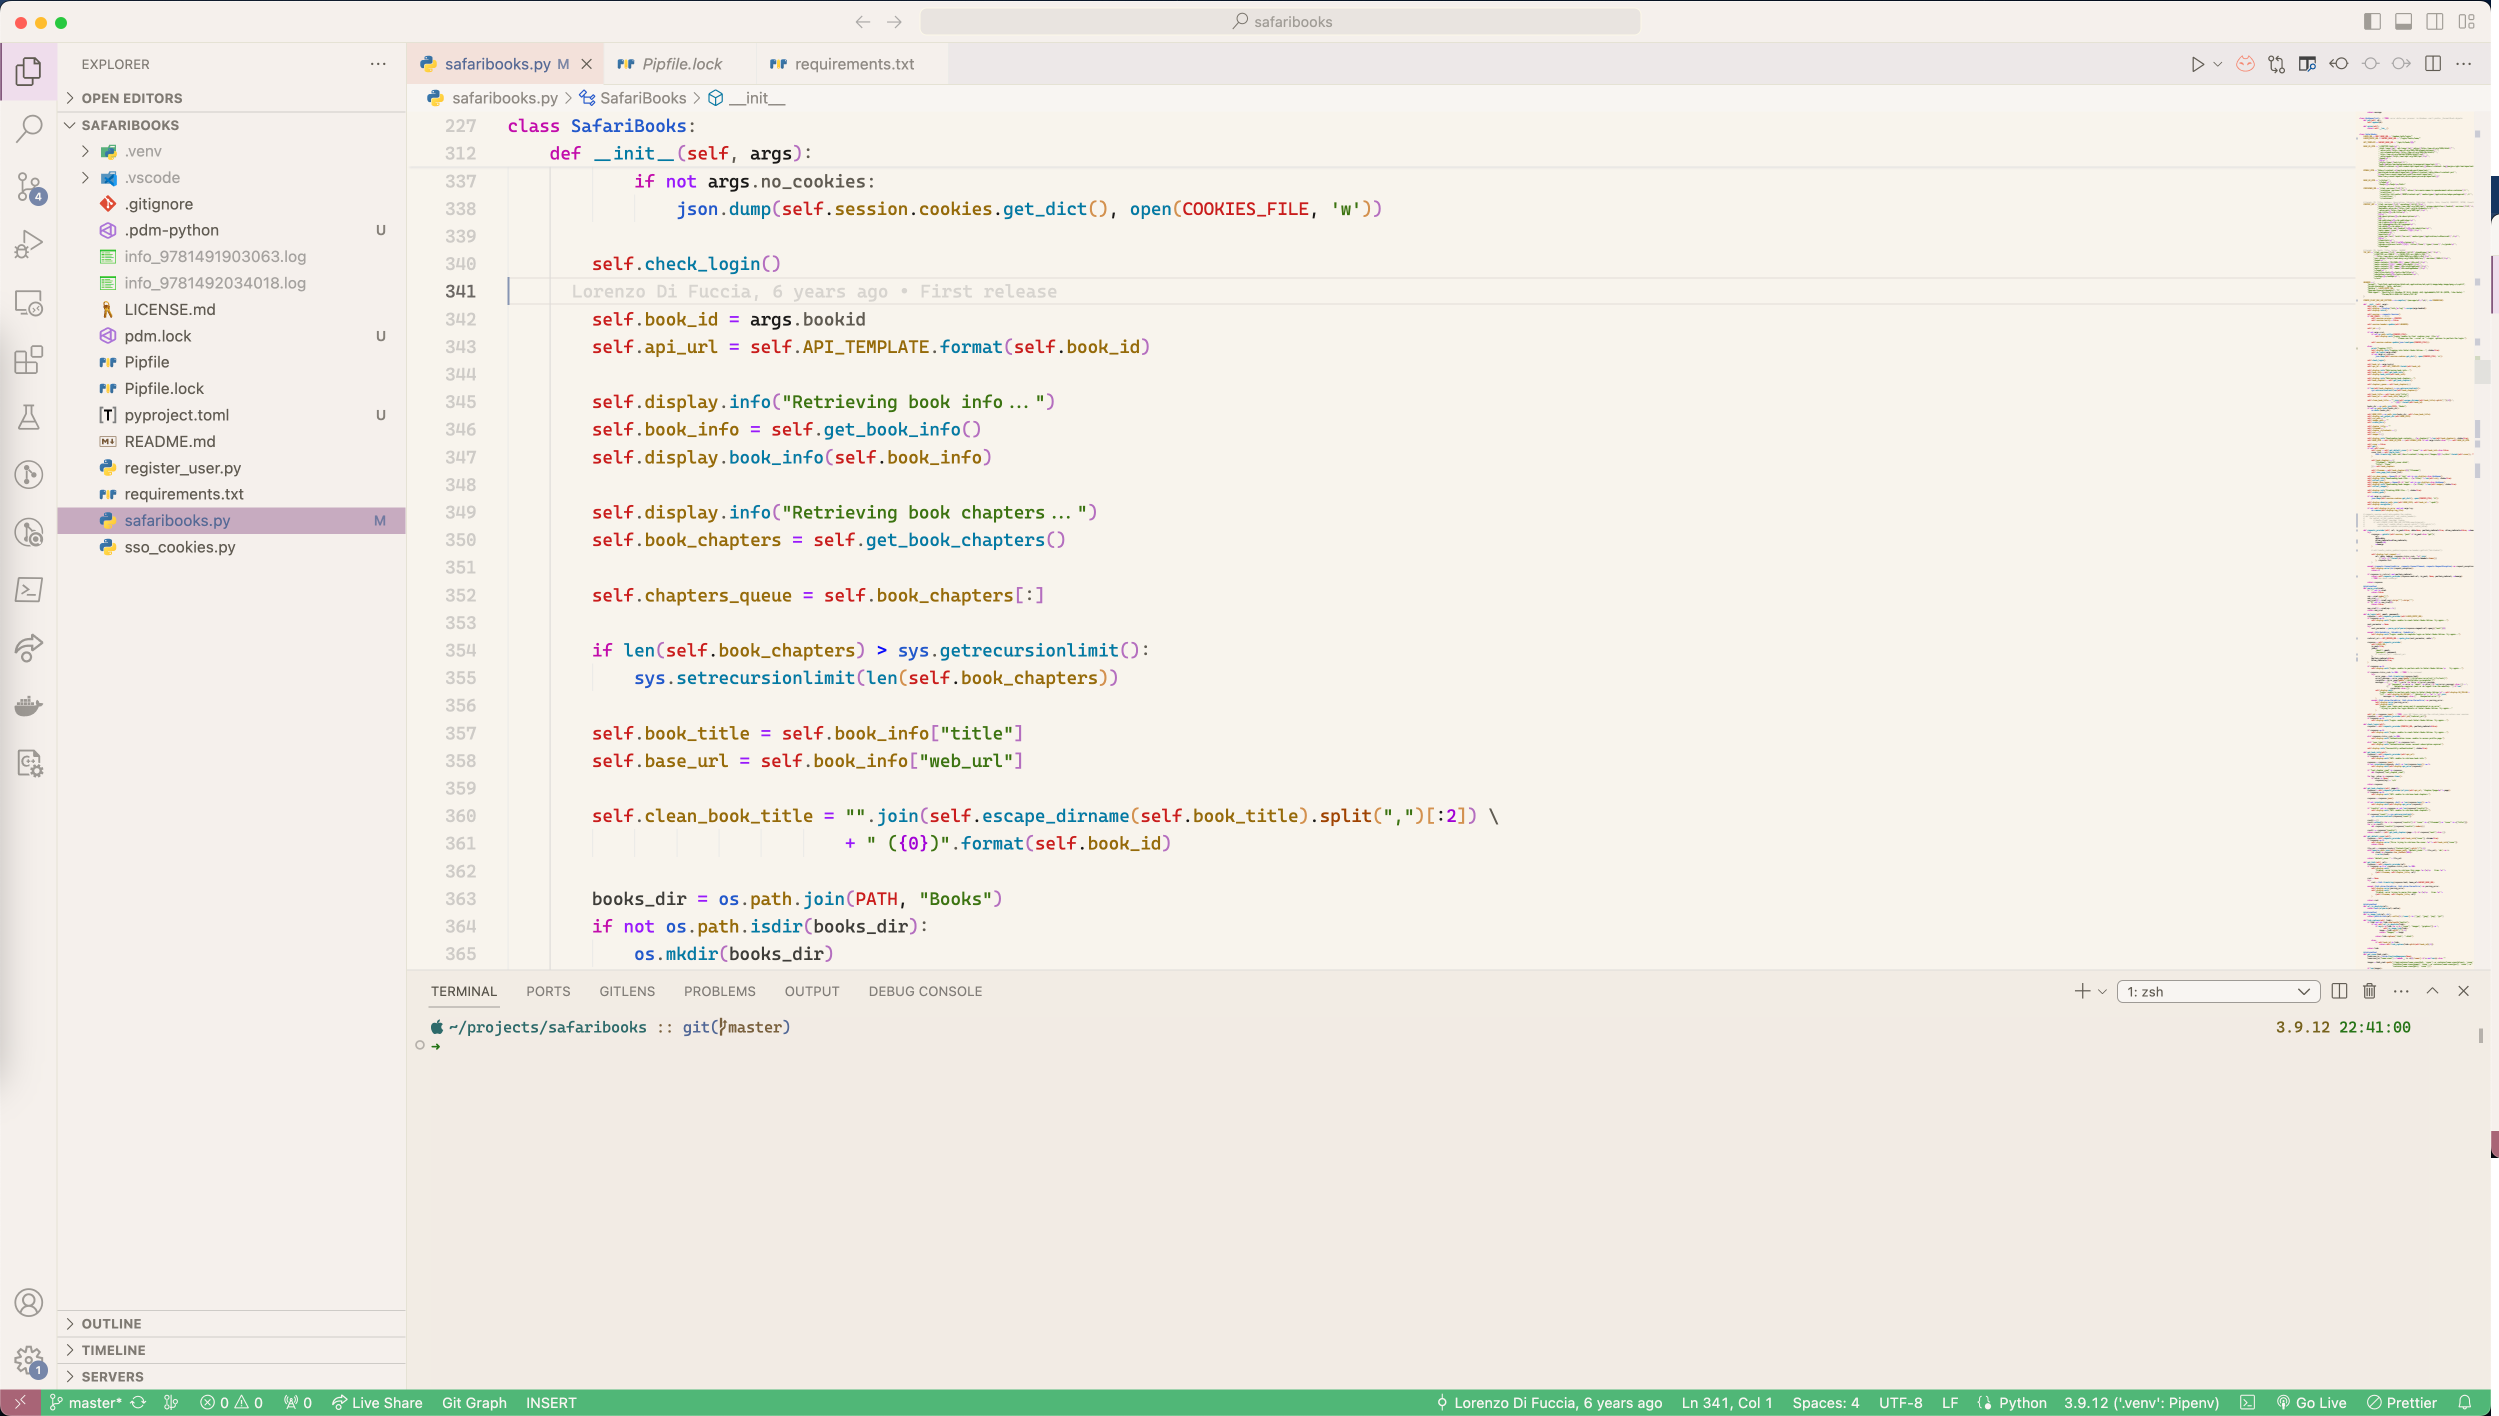 safaribooks
EXPLORER
OPEN EDITORS
SAFARIBOOKS
.venv
.vscode
.gitignore
.pdm-python U
info_9781491903063.log
info_9781492034018.log
LICENSE.md
pdm.lock U
Pipfile
Pipfile.lock
pyproject.toml U
README.md
register_user.py
requirements.txt
safaribooks.py M
sso_cookies.py
OUTLINE
TIMELINE
SERVERS
4
1
safaribooks.py M
Pipfile.lock
requirements.txt
safaribooks.py > SafariBooks > __init__
227 class SafariBooks:
312 def __init__(self, args):
337 if not args.no_cookies:
338 json.dump(self.session.cookies.get_dict(), open(COOKIES_FILE, 'w'))
339
340 self.check_login()
341 Lorenzo Di Fuccia, 6 years ago • First release
342 self.book_id = args.bookid
343 self.api_url = self.API_TEMPLATE.format(self.book_id)
344
345 self.display.info("Retrieving book info...")
346 self.book_info = self.get_book_info()
347 self.display.book_info(self.book_info)
348
349 self.display.info("Retrieving book chapters...")
350 self.book_chapters = self.get_book_chapters()
351
352 self.chapters_queue = self.book_chapters[:]
353
354 if len(self.book_chapters) > sys.getrecursionlimit():
355 sys.setrecursionlimit(len(self.book_chapters))
356
357 self.book_title = self.book_info["title"]
358 self.base_url = self.book_info["web_url"]
359
360 self.clean_book_title = "".join(self.escape_dirname(self.book_title).split(",")[:2]) \
361 + " ({0})".format(self.book_id)
362
363 books_dir = os.path.join(PATH, "Books")
364 if not os.path.isdir(books_dir):
365 os.mkdir(books_dir)
TERMINAL PORTS GITLENS PROBLEMS OUTPUT DEBUG CONSOLE
1: zsh
~/projects/safaribooks :: git(master)
3.9.12 22:41:00
➜
master* 0 0 0 Live Share Git Graph INSERT
Lorenzo Di Fuccia, 6 years ago Ln 341, Col 1 Spaces: 4 UTF-8 LF Python 3.9.12 ('.venv': Pipenv) Go Live Prettier